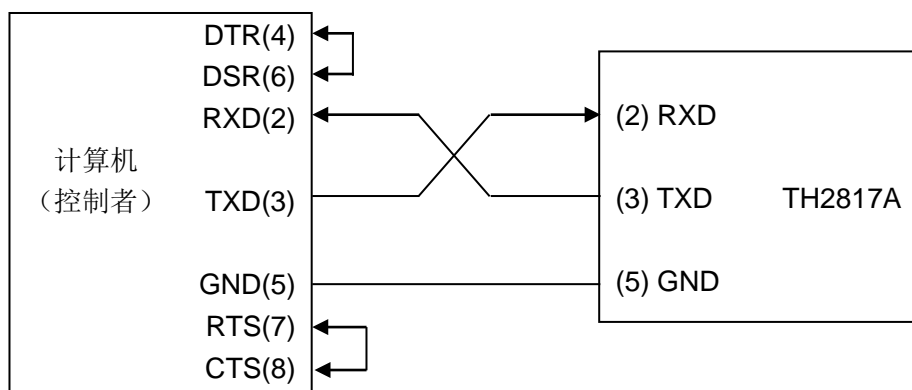 DTR(4)
DSR(6)
RXD(2)
计算机
（控制者）
TXD(3)
GND(5)
RTS(7)
CTS(8)
(2) RXD
(3) TXD
TH2817A
(5) GND